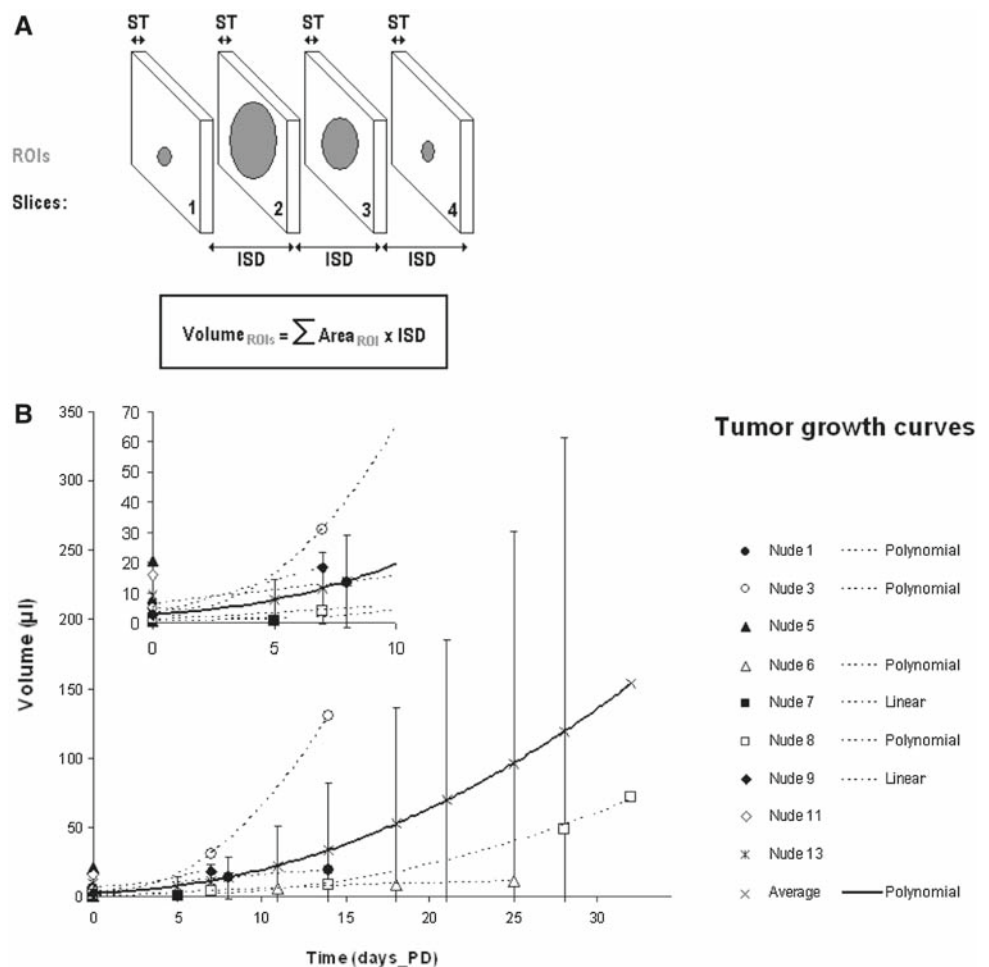 A
ST ST ST ST
ROIs
Slices:
1 2 3 4
ISD ISD ISD
Volume ROIs = ∑ Area ROI x ISD
B
Tumor growth curves
Volume (µl)
350
300
250
200
150
100
50
0
70
60
50
40
30
20
10
0
0 5 10
0 5 10 15 20 25 30
Time (days_PD)
Nude 1 Polynomial
Nude 3 Polynomial
Nude 5
Nude 6 Polynomial
Nude 7 Linear
Nude 8 Polynomial
Nude 9 Linear
Nude 11
Nude 13
Average Polynomial